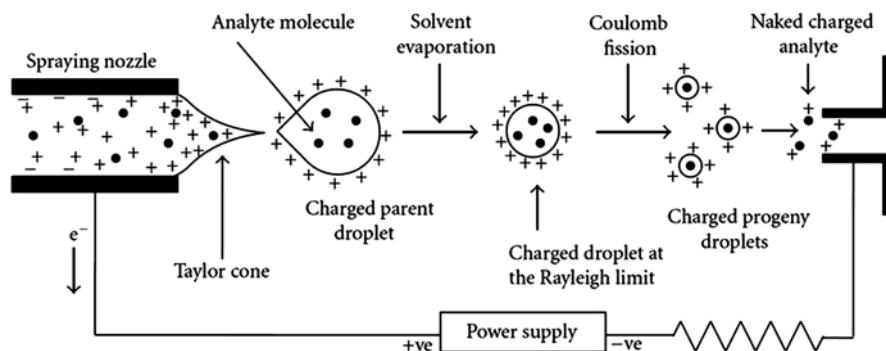 Analyte molecule
Solvent
evaporation
Coulomb
fission
Naked charged
analyte
Spraying nozzle
Charged parent
droplet
Charged progeny
droplets
e⁻
Taylor cone
Charged droplet at
the Rayleigh limit
+ve
Power supply
−ve